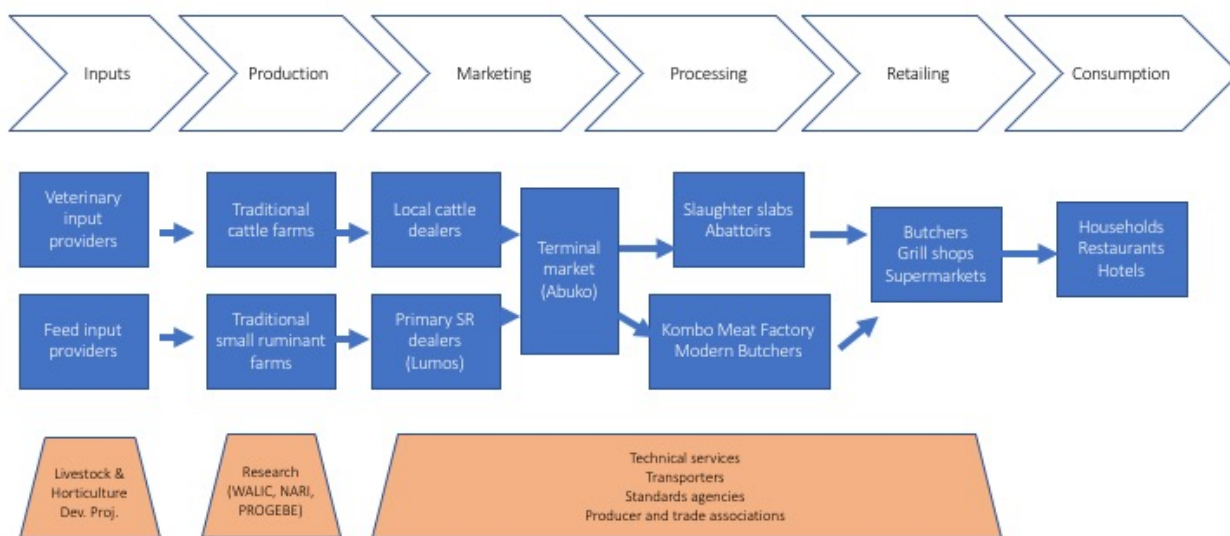 Inputs
Production
Marketing
Processing
Retailing
Consumption
Veterinary
input
providers
Traditional
cattle farms
Local cattle
dealers
Terminal
market
(Abuko)
Slaughter slabs
Abattoirs
Butchers
Grill shops
Supermarkets
Households
Restaurants
Hotels
Feed input
providers
Traditional
small ruminant
farms
Primary SR
dealers
(Lumos)
Kombo Meat Factory
Modern Butchers
Livestock &
Horticulture
Dev. Proj.
Research
(WALIC, NARI,
PROGEBE)
Technical services
Transporters
Standards agencies
Producer and trade associations